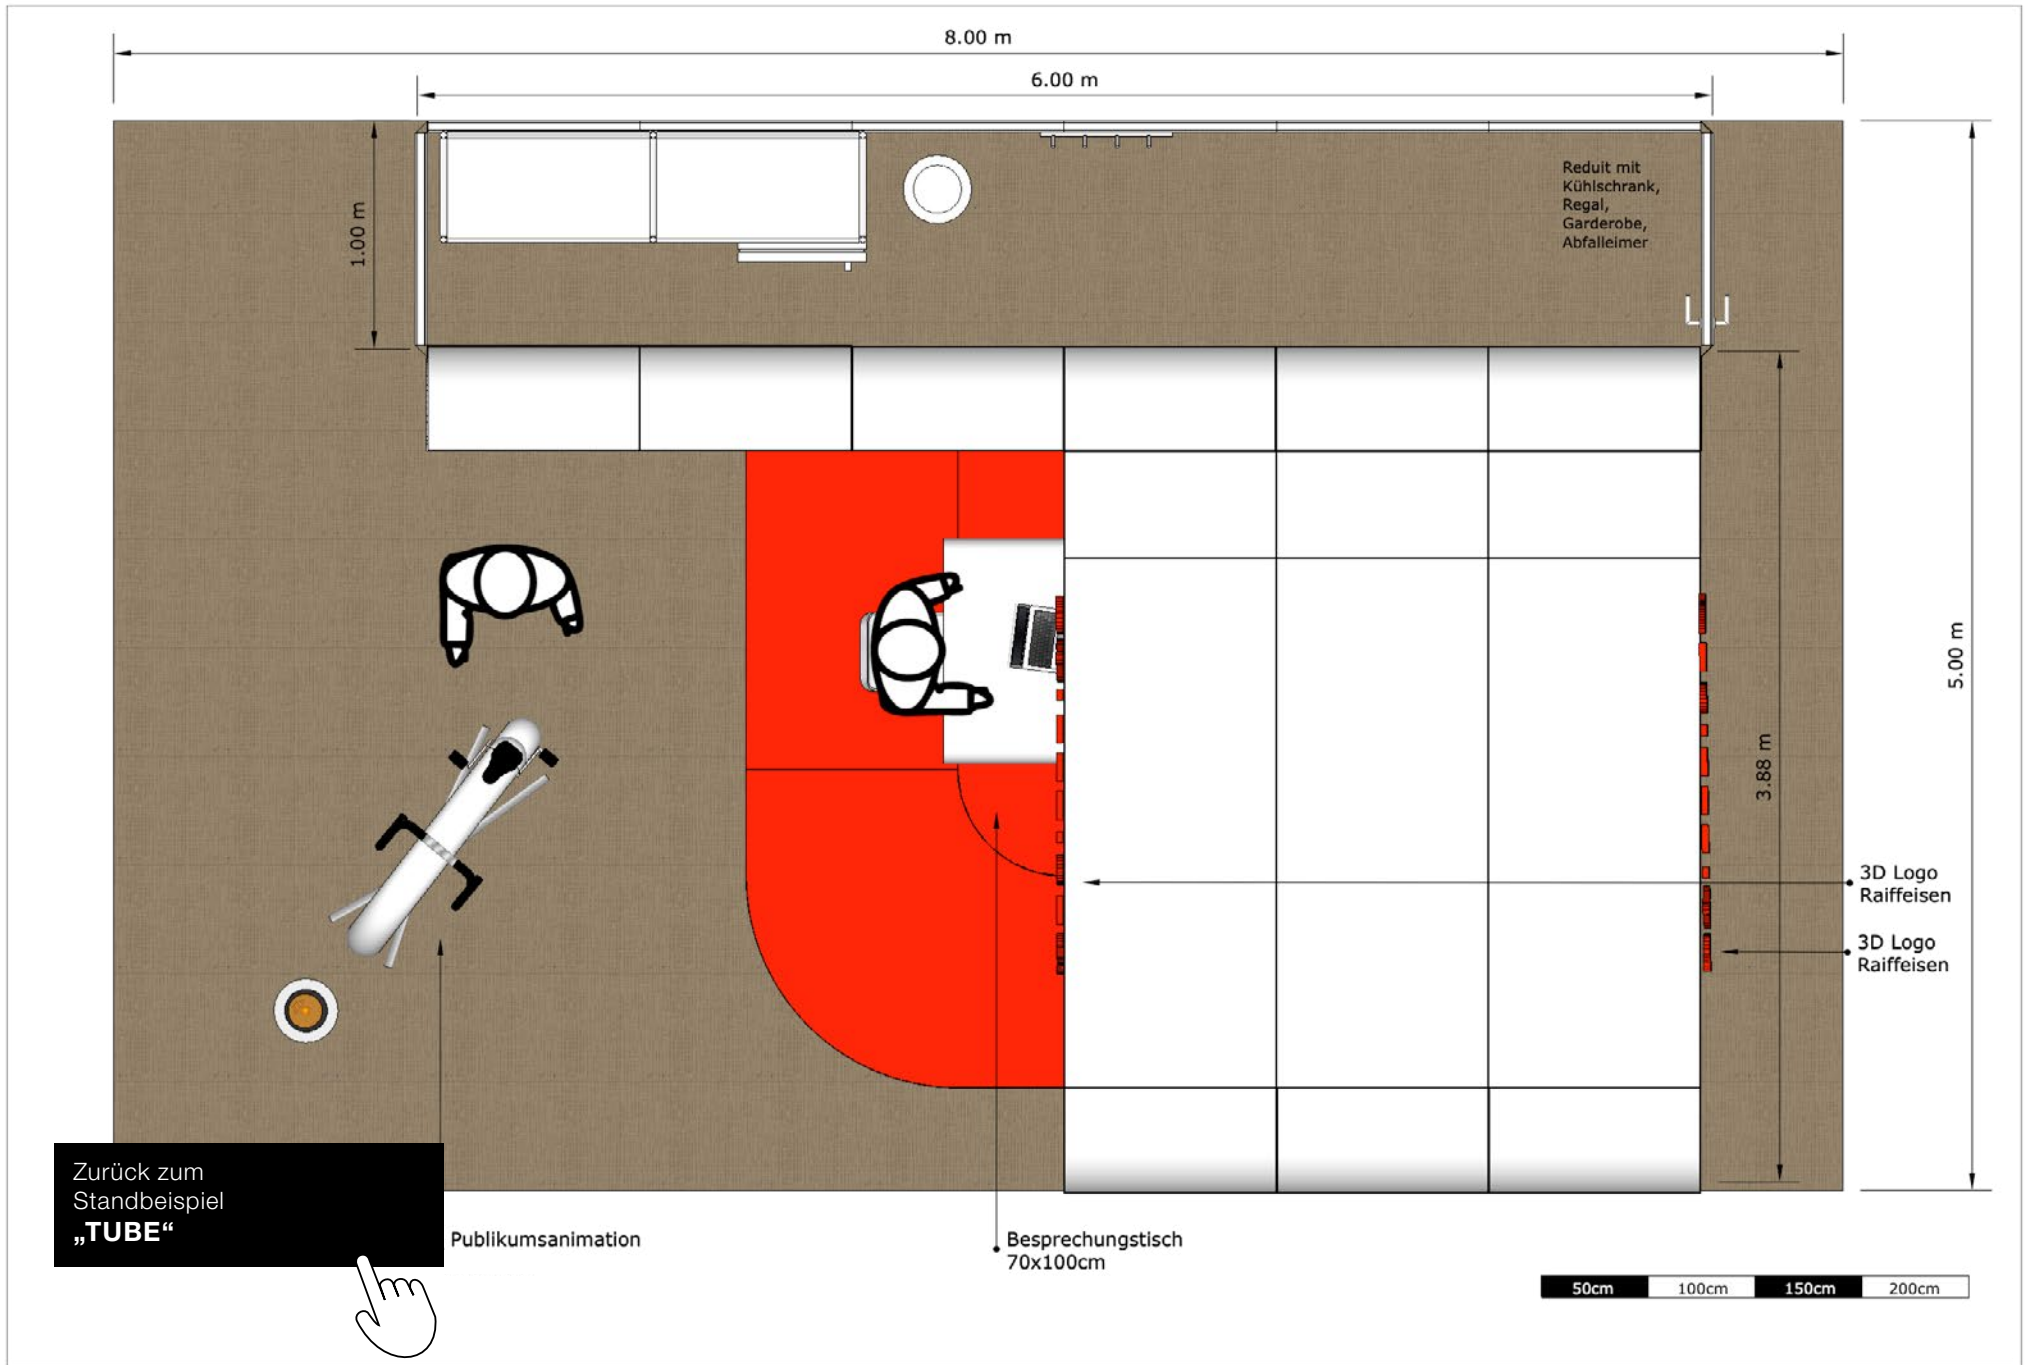 8.00 m
6.00 m
1.00 m
Reduit mit
Kühlschrank,
Regal,
Garderobe,
Abfalleimer
5.00 m
3.88 m
3D Logo
Raiffeisen
3D Logo
Raiffeisen
Zurück zum
Standbeispiel
„TUBE“
Publikumsanimation
Besprechungstisch
70x100cm
50cm 100cm 150cm 200cm